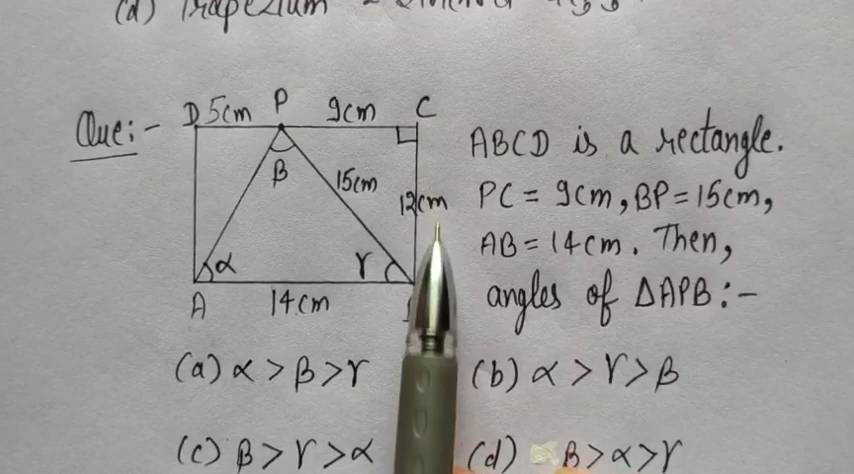 (d) Trapezium
Que:- D 5cm P 9cm C
ABCD is a rectangle.
β 15cm 12cm PC = 9cm, BP = 15cm,
AB = 14cm. Then,
α γ angles of ΔAPB:-
A 14cm
(a) α > β > γ (b) α > γ > β
(c) β > γ > α (d) β > α > γ